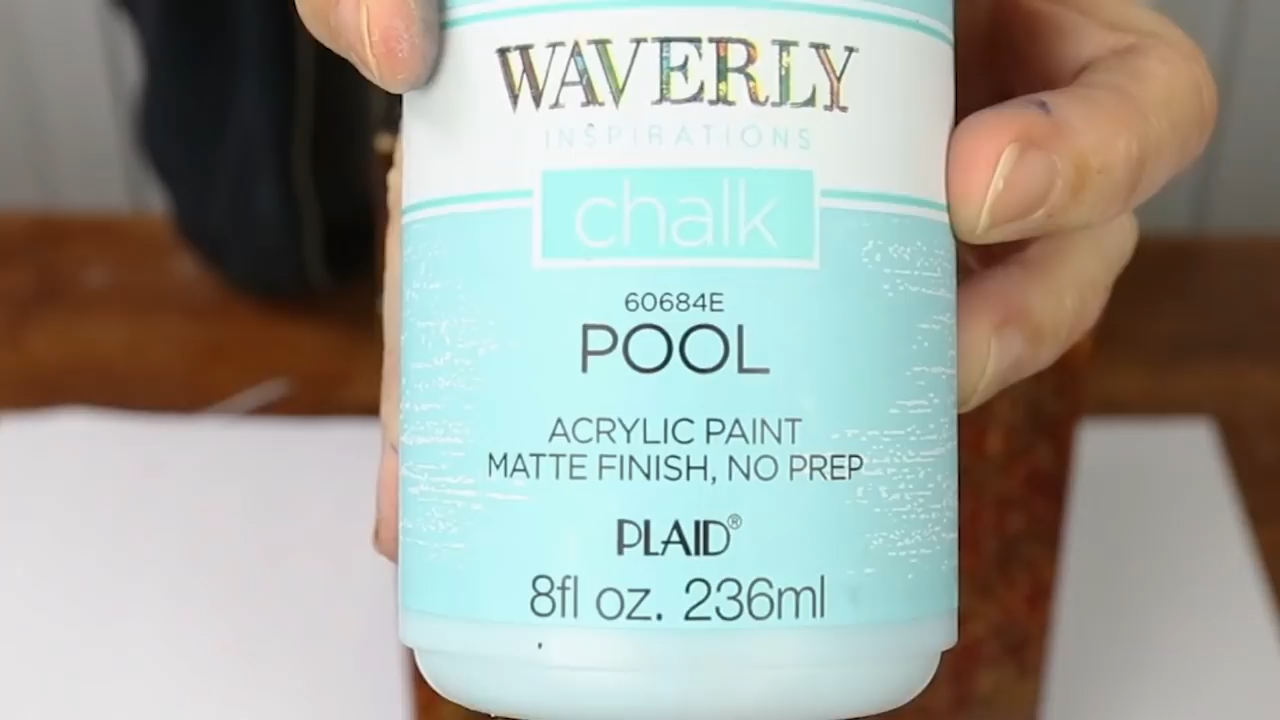 WAVERLY
INSPIRATIONS
chalk
60684E
POOL
ACRYLIC PAINT
MATTE FINISH, NO PREP
PLAID®
8fl oz. 236ml